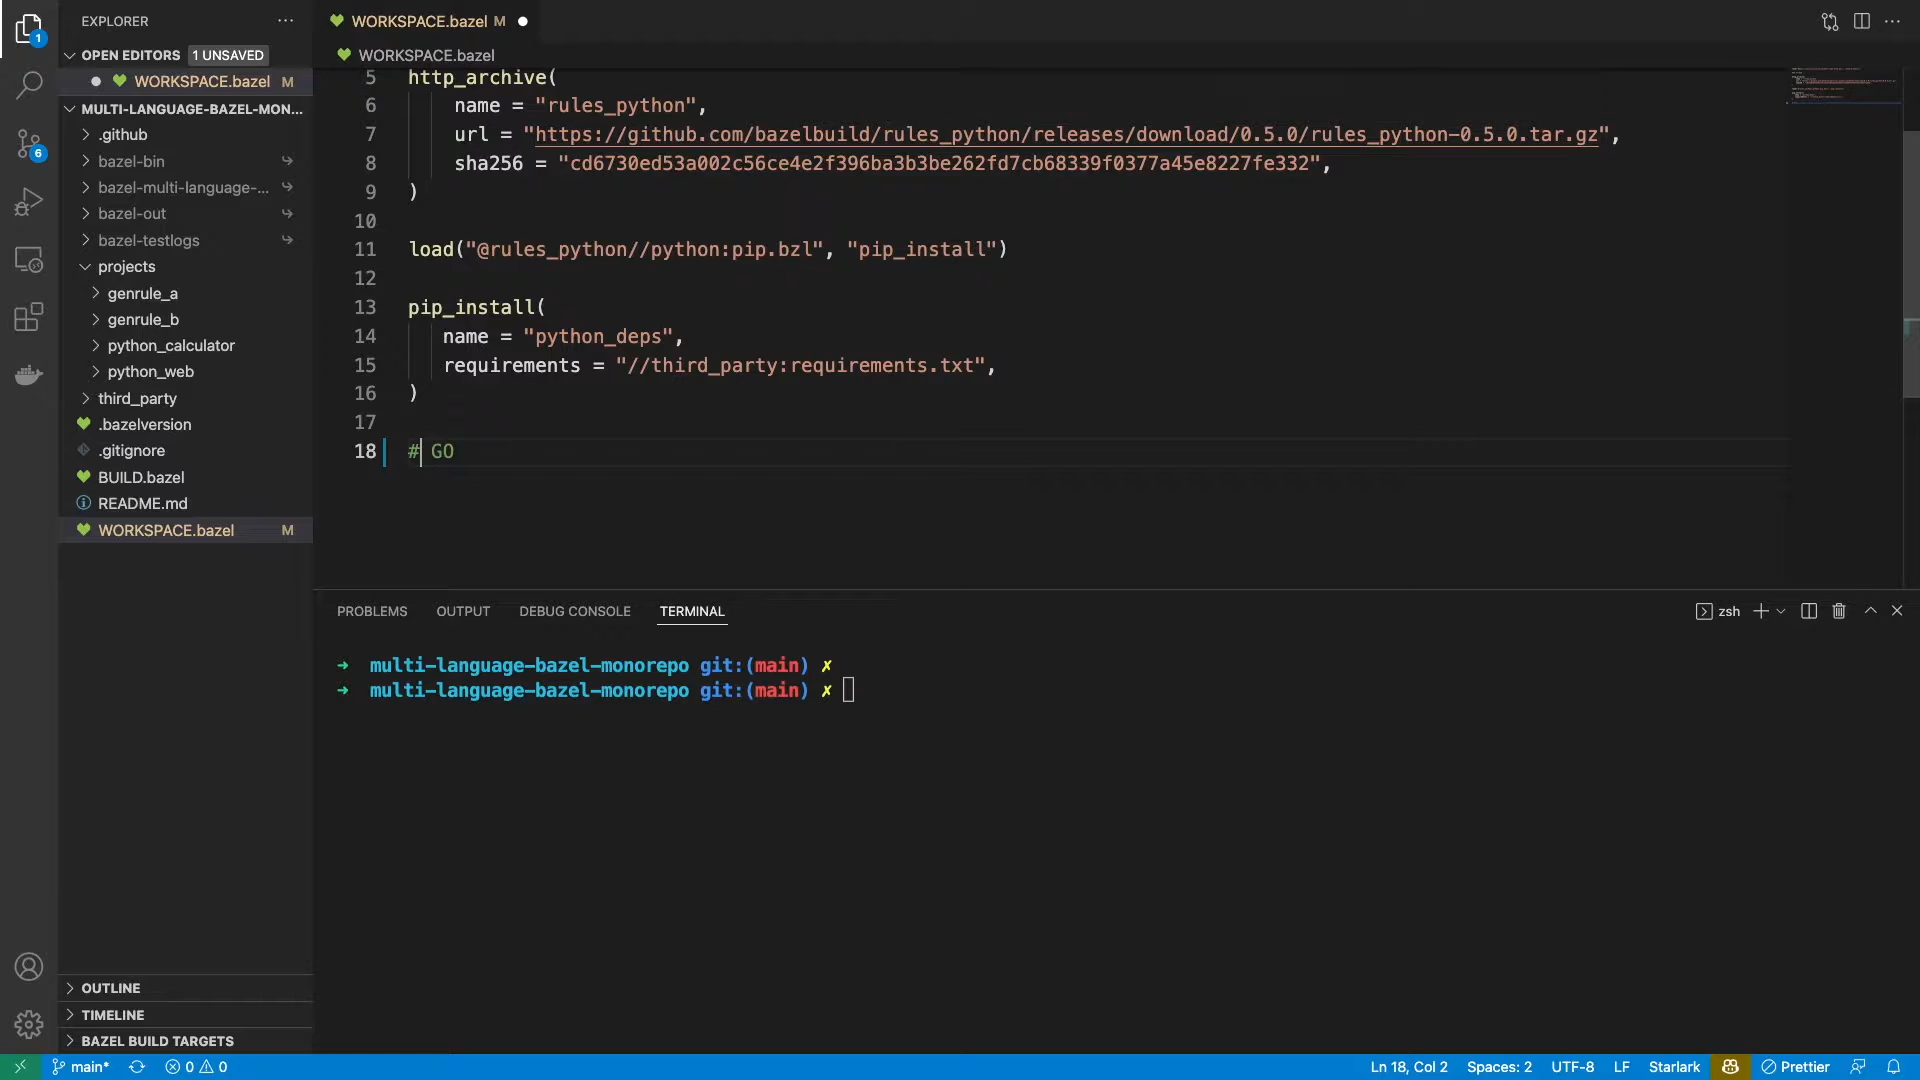 EXPLORER
OPEN EDITORS 1 UNSAVED
WORKSPACE.bazel M
MULTI-LANGUAGE-BAZEL-MON...
.github
bazel-bin
bazel-multi-language-...
bazel-out
bazel-testlogs
projects
genrule_a
genrule_b
python_calculator
python_web
third_party
.bazelversion
.gitignore
BUILD.bazel
README.md
WORKSPACE.bazel M
OUTLINE
TIMELINE
BAZEL BUILD TARGETS
1
6
WORKSPACE.bazel M
WORKSPACE.bazel
5 http_archive(
6 name = "rules_python",
7 url = "https://github.com/bazelbuild/rules_python/releases/download/0.5.0/rules_python-0.5.0.tar.gz",
8 sha256 = "cd6730ed53a002c56ce4e2f396ba3b3be262fd7cb68339f0377a45e8227fe332",
9 )
10
11 load("@rules_python//python:pip.bzl", "pip_install")
12
13 pip_install(
14 name = "python_deps",
15 requirements = "//third_party:requirements.txt",
16 )
17
18 # GO
PROBLEMS OUTPUT DEBUG CONSOLE TERMINAL
zsh
→ multi-language-bazel-monorepo git:(main) ✗
→ multi-language-bazel-monorepo git:(main) ✗
main* 0 0
Ln 18, Col 2 Spaces: 2 UTF-8 LF Starlark Prettier